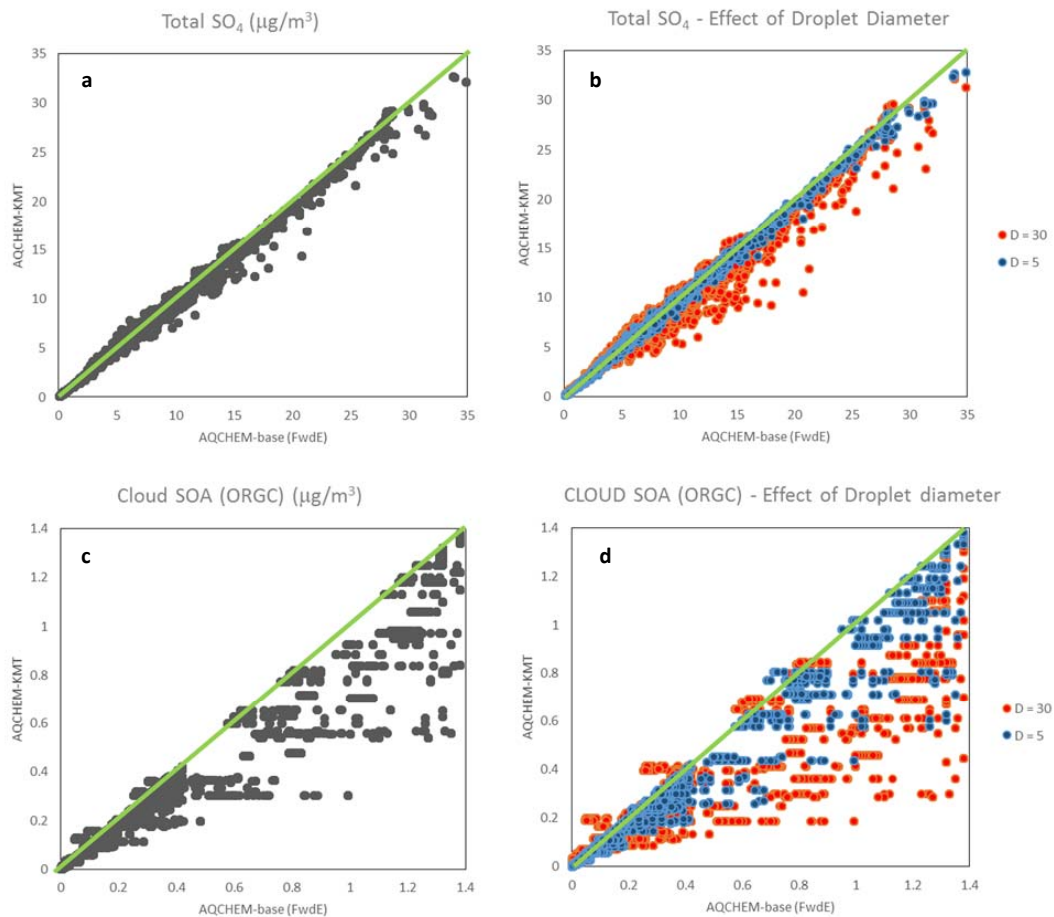 Total SO4 (μg/m3)
a
35
30
25
20
15
10
5
0
AQCHEM-KMT
0 5 10 15 20 25 30 35
AQCHEM-base (FwdE)
Total SO4 - Effect of Droplet Diameter
b
35
30
25
20
15
10
5
0
AQCHEM-KMT
0 5 10 15 20 25 30 35
AQCHEM-base (FwdE)
D = 30
D = 5
Cloud SOA (ORGC) (μg/m3)
c
1.4
1.2
1
0.8
0.6
0.4
0.2
0
AQCHEM-KMT
0 0.2 0.4 0.6 0.8 1 1.2 1.4
AQCHEM-base (FwdE)
CLOUD SOA (ORGC) - Effect of Droplet diameter
d
1.4
1.2
1
0.8
0.6
0.4
0.2
0
AQCHEM-KMT
0 0.2 0.4 0.6 0.8 1 1.2 1.4
AQCHEM-base (FwdE)
D = 30
D = 5